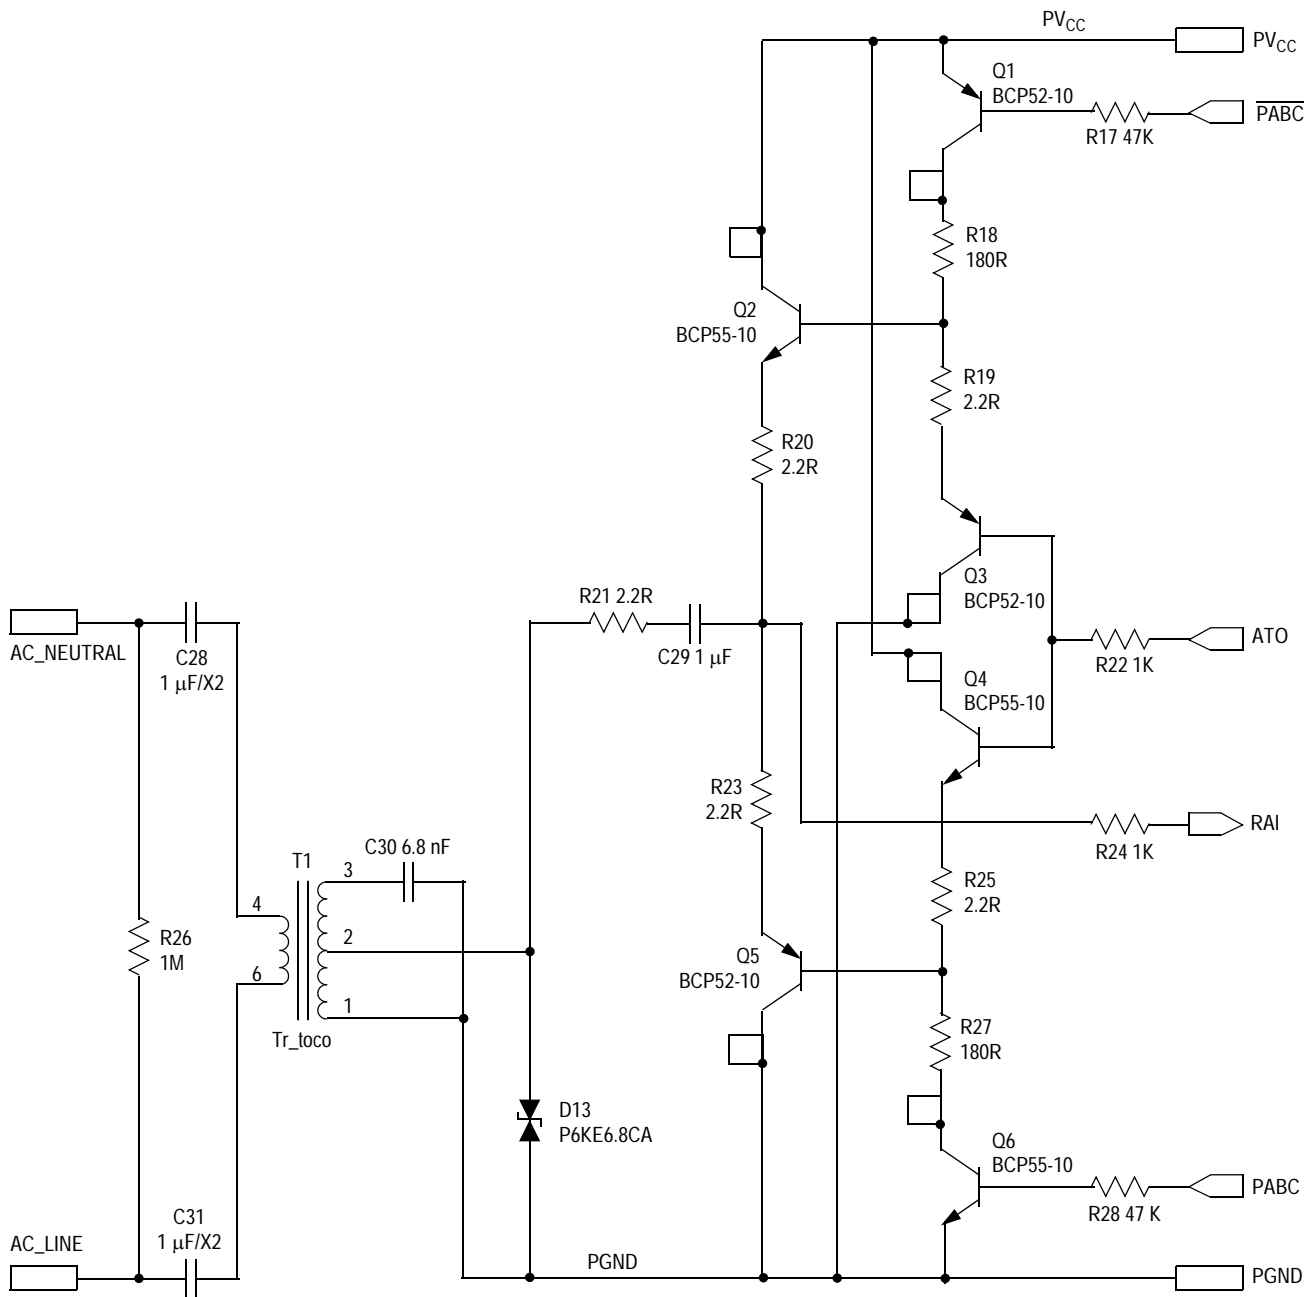 PVCC
PVCC
Q1
BCP52-10
R17 47K
PABC
R18
180R
Q2
BCP55-10
R19
2.2R
R20
2.2R
Q3
BCP52-10
R21 2.2R
C29 1 μF
AC_NEUTRAL
C28
1 μF/X2
R22 1K
ATO
Q4
BCP55-10
R23
2.2R
R24 1K
RAI
C30 6.8 nF
T1
3
4
2
6
1
Tr_toco
R26
1M
R25
2.2R
Q5
BCP52-10
R27
180R
D13
P6KE6.8CA
Q6
BCP55-10
R28 47 K
PABC
C31
1 μF/X2
AC_LINE
PGND
PGND